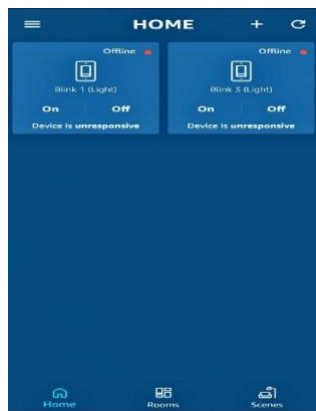 HOME
Offline
Blink 1 (Light)
On Off
Device is unresponsive
Offline
Blink 3 (Light)
On Off
Device is unresponsive
Home Rooms Scenes